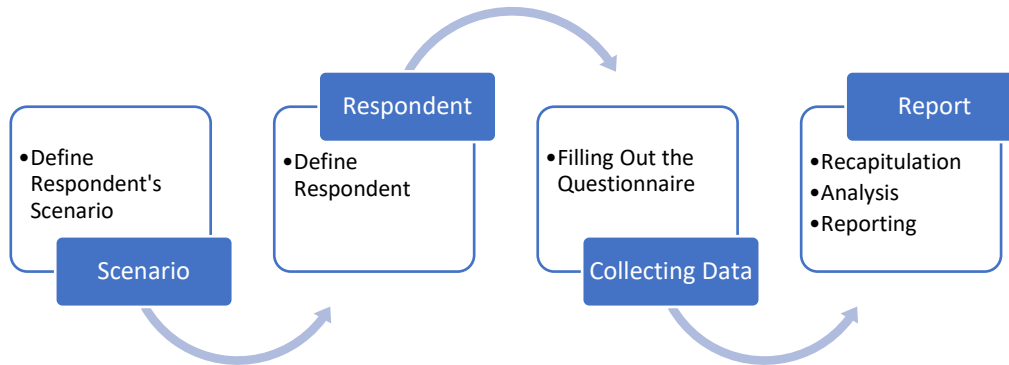 •Define
Respondent's
Scenario
Scenario
Respondent
•Define
Respondent
•Filling Out the
Questionnaire
Collecting Data
Report
•Recapitulation
•Analysis
•Reporting